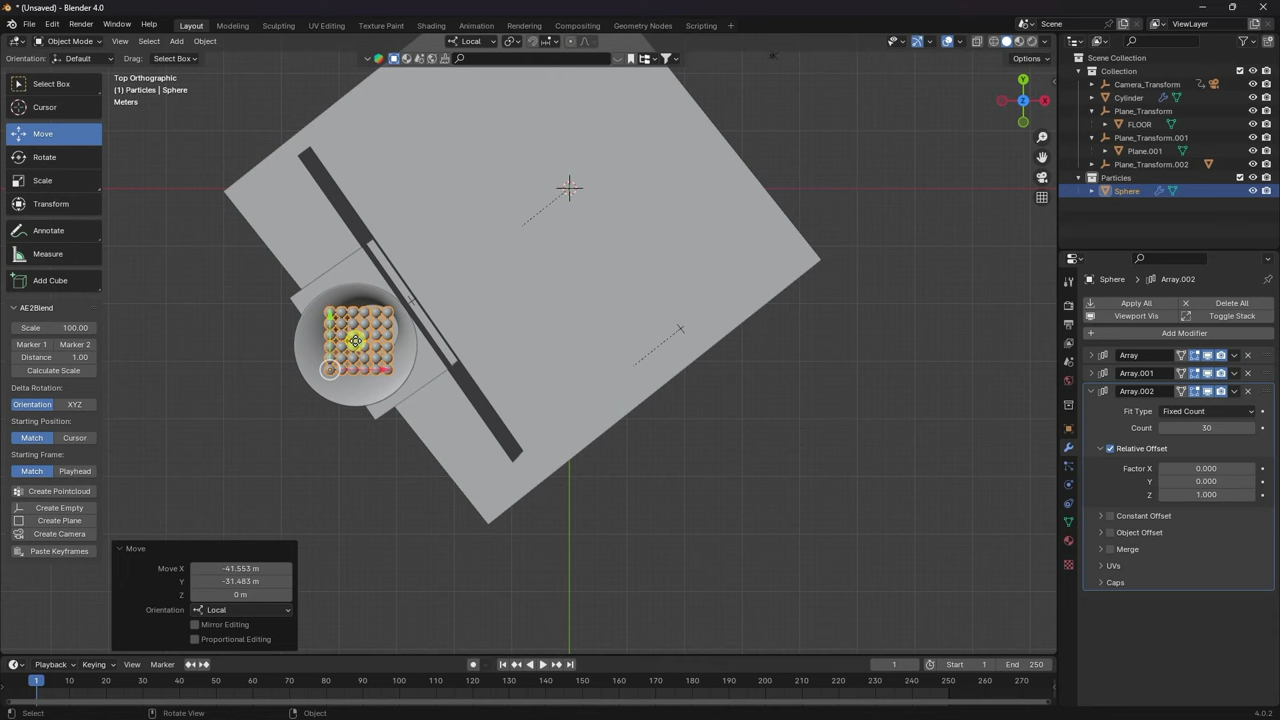 * (Unsaved) - Blender 4.0
File Edit Render Window Help Layout Modeling Sculpting UV Editing Texture Paint Shading Animation Rendering Compositing Geometry Nodes Scripting + Scene ViewLayer
Object Mode View Select Add Object Local
Orientation: Default Drag: Select Box Options
Select Box
Cursor
Move
Rotate
Scale
Transform
Annotate
Measure
Add Cube
AE2Blend
Scale 100.00
Marker 1 Marker 2
Distance 1.00
Calculate Scale
Delta Rotation:
Orientation XYZ
Starting Position:
Match Cursor
Starting Frame:
Match Playhead
Create Pointcloud
Create Empty
Create Plane
Create Camera
Paste Keyframes
Top Orthographic
(1) Particles | Sphere
Meters
Y
Z
X
Move
Move X -41.553 m
Y -31.483 m
Z 0 m
Orientation Local
Mirror Editing
Proportional Editing
Scene Collection
Collection
Camera_Transform
Cylinder
Plane_Transform
FLOOR
Plane_Transform.001
Plane.001
Plane_Transform.002
Particles
Sphere
Sphere > Array.002
Apply All Delete All
Viewport Vis Toggle Stack
Add Modifier
Array
Array.001
Array.002
Fit Type Fixed Count
Count 30
Relative Offset
Factor X 0.000
Y 0.000
Z 1.000
Constant Offset
Object Offset
Merge
UVs
Caps
Playback Keying View Marker 1 Start 1 End 250
1 10 20 30 40 50 60 70 80 90 100 110 120 130 140 150 160 170 180 190 200 210 220 230 240 250 260 270
Select Rotate View Object 4.0.2